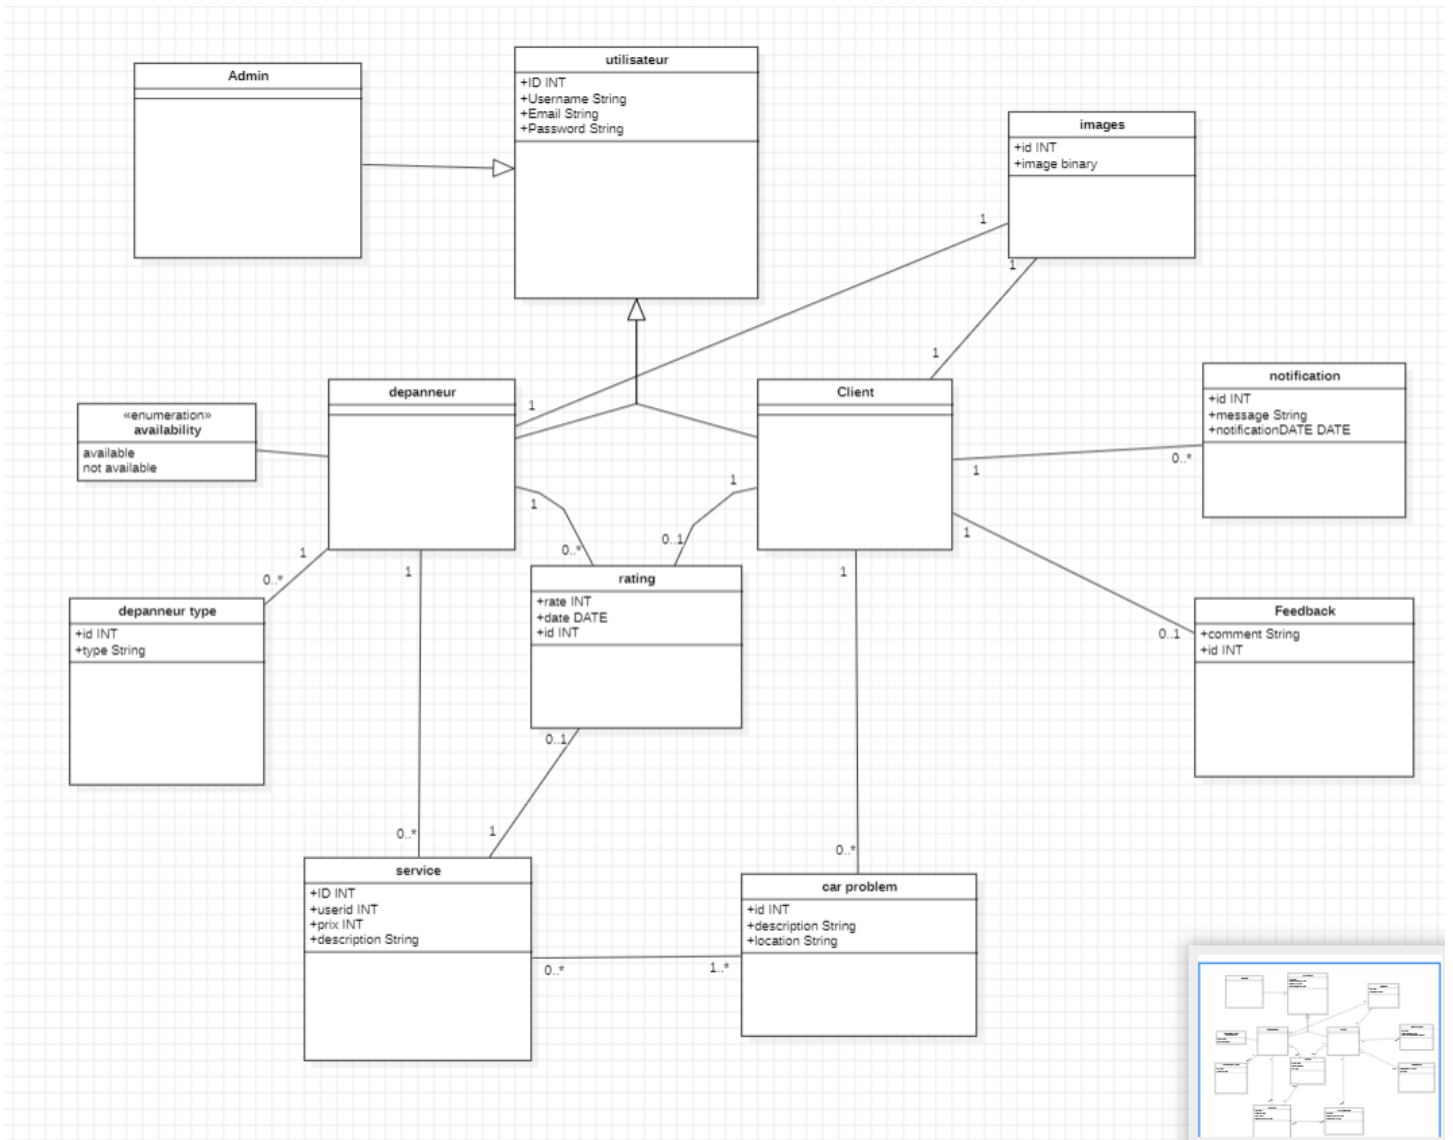 Admin
utilisateur
+ID INT
+Username String
+Email String
+Password String
images
+id INT
+image binary
1
1
1
1
depanneur
Client
«enumeration»
availability
available
not available
notification
+id INT
+message String
+notificationDATE DATE
1
0..*
1
1
0..*
0..1
1
0..1
1
0..*
1
1
depanneur type
+id INT
+type String
rating
+rate INT
+date DATE
+id INT
Feedback
+comment String
+id INT
0..1
1
0..*
0..*
service
+ID INT
+userid INT
+prix INT
+description String
car problem
+id INT
+description String
+location String
0..*
1..*